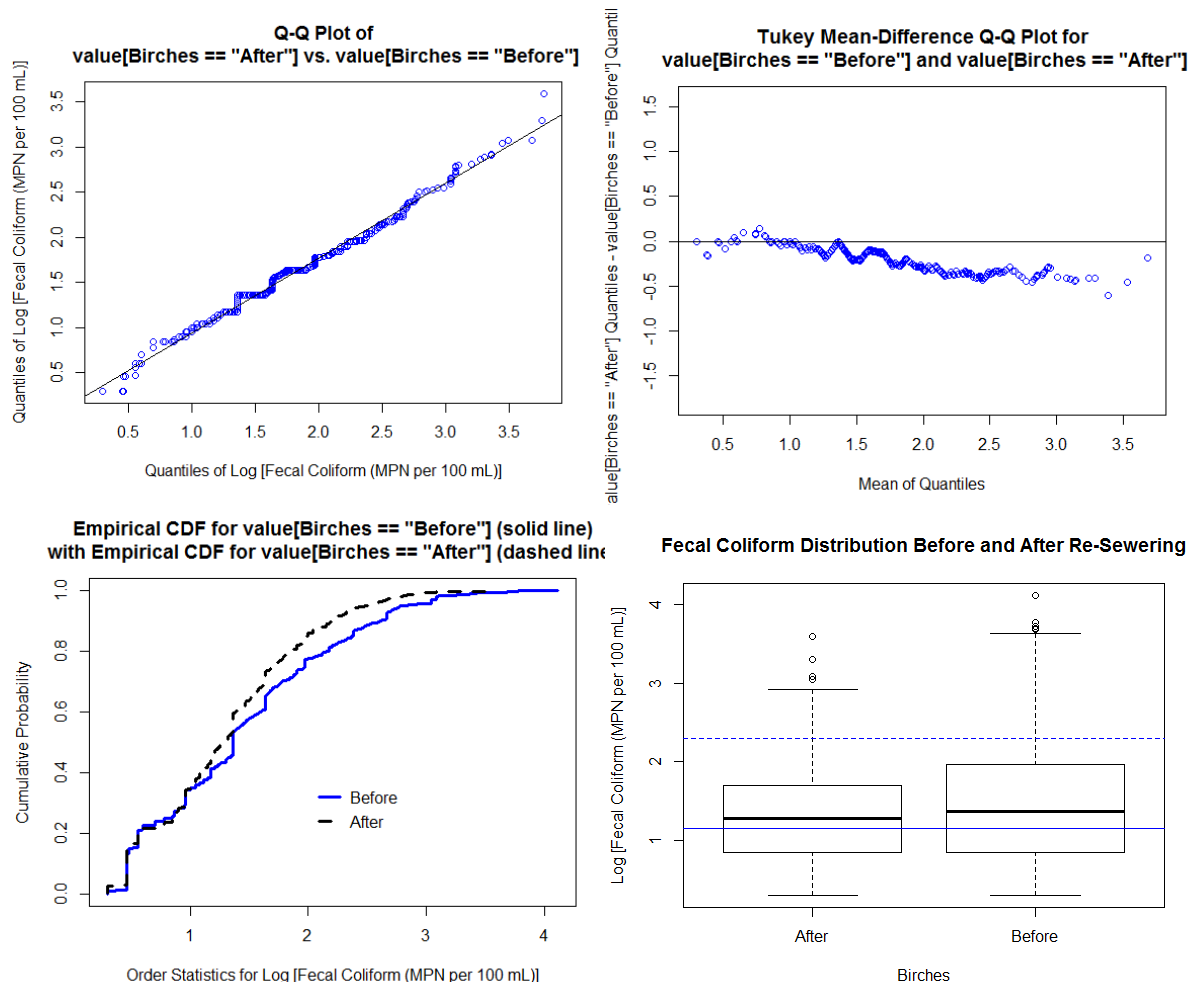 Q-Q Plot of
value[Birches == "After"] vs. value[Birches == "Before"]
Quantiles of Log [Fecal Coliform (MPN per 100 mL)]
3.5
3.0
2.5
2.0
1.5
1.0
0.5
0.5 1.0 1.5 2.0 2.5 3.0 3.5
Quantiles of Log [Fecal Coliform (MPN per 100 mL)]
Tukey Mean-Difference Q-Q Plot for
value[Birches == "Before"] and value[Birches == "After"]
alue[Birches == "After"] Quantiles - value[Birches == "Before"] Quantil
1.5
1.0
0.5
0.0
-0.5
-1.0
-1.5
0.5 1.0 1.5 2.0 2.5 3.0 3.5
Mean of Quantiles
Empirical CDF for value[Birches == "Before"] (solid line)
with Empirical CDF for value[Birches == "After"] (dashed line
Cumulative Probability
1.0
0.8
0.6
0.4
0.2
0.0
Before
After
1 2 3 4
Order Statistics for Log [Fecal Coliform (MPN per 100 mL)]
Fecal Coliform Distribution Before and After Re-Sewering
Log [Fecal Coliform (MPN per 100 mL)]
4
3
2
1
After Before
Birches